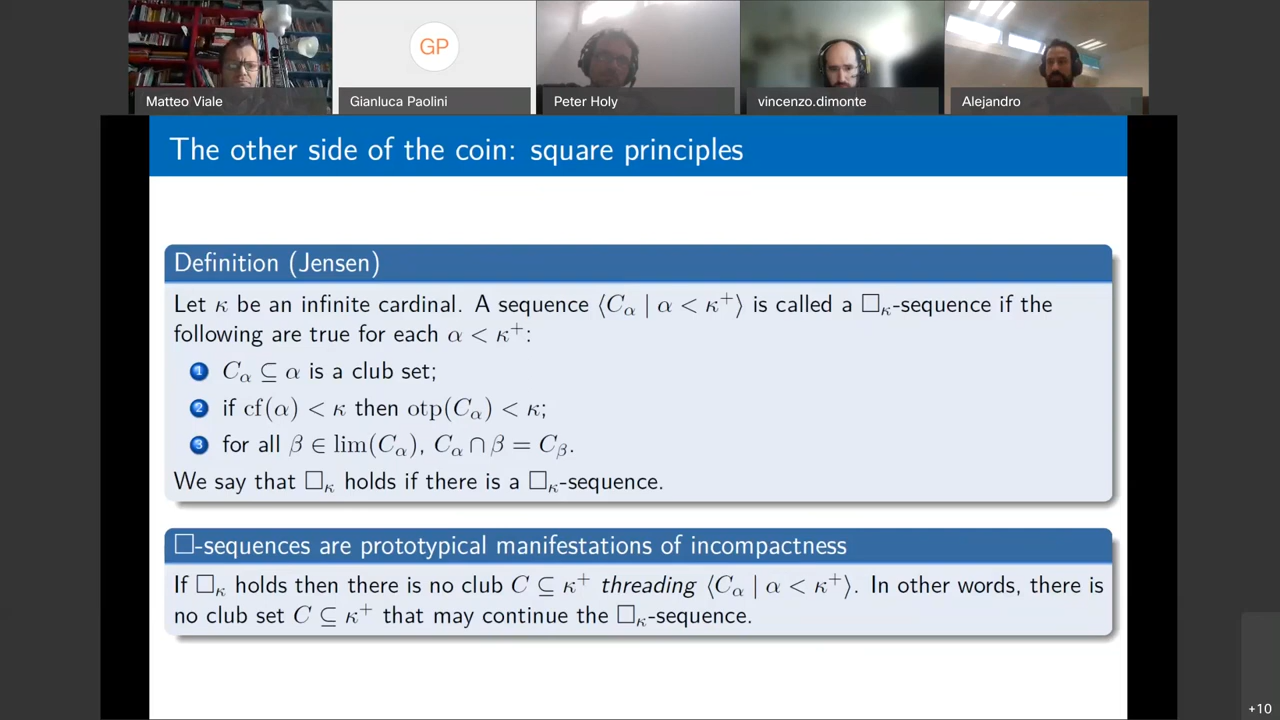 GP
Matteo Viale
Gianluca Paolini
Peter Holy
vincenzo.dimonte
Alejandro
The other side of the coin: square principles
Definition (Jensen)
Let κ be an infinite cardinal. A sequence ⟨C_α | α < κ⁺⟩ is called a □_κ-sequence if the
following are true for each α < κ⁺:
1 C_α ⊆ α is a club set;
2 if cf(α) < κ then otp(C_α) < κ;
3 for all β ∈ lim(C_α), C_α ∩ β = C_β.
We say that □_κ holds if there is a □_κ-sequence.
□-sequences are prototypical manifestations of incompactness
If □_κ holds then there is no club C ⊆ κ⁺ threading ⟨C_α | α < κ⁺⟩. In other words, there is
no club set C ⊆ κ⁺ that may continue the □_κ-sequence.
+10